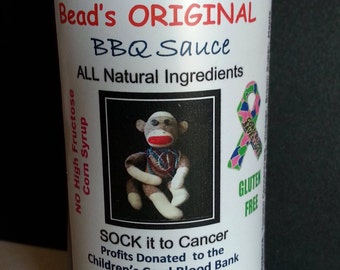 Bead's ORIGINAL
BBQ Sauce
ALL Natural Ingredients
NO High Fructose
Corn Syrup
GLUTEN
FREE
SOCK it to Cancer
Profits Donated to the
Children's Cord Blood Bank